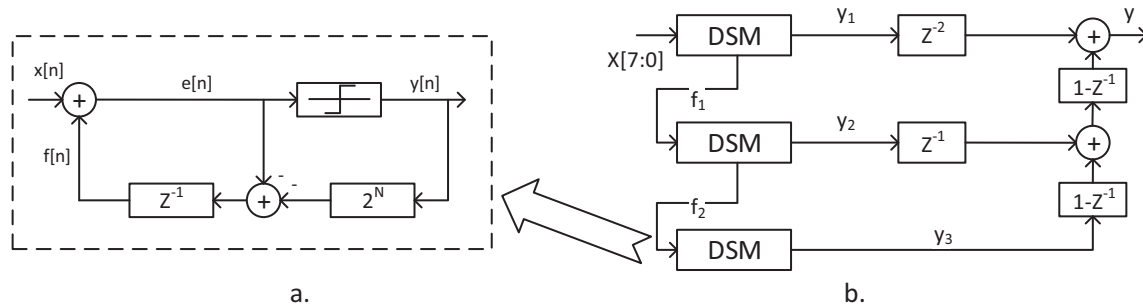 x[n]
+
e[n]
y[n]
f[n]
-
-
Z⁻¹
+
2ᴺ
a.
X[7:0]
DSM
y₁
Z⁻²
+
y
1-Z⁻¹
f₁
DSM
y₂
Z⁻¹
+
1-Z⁻¹
f₂
DSM
y₃
b.